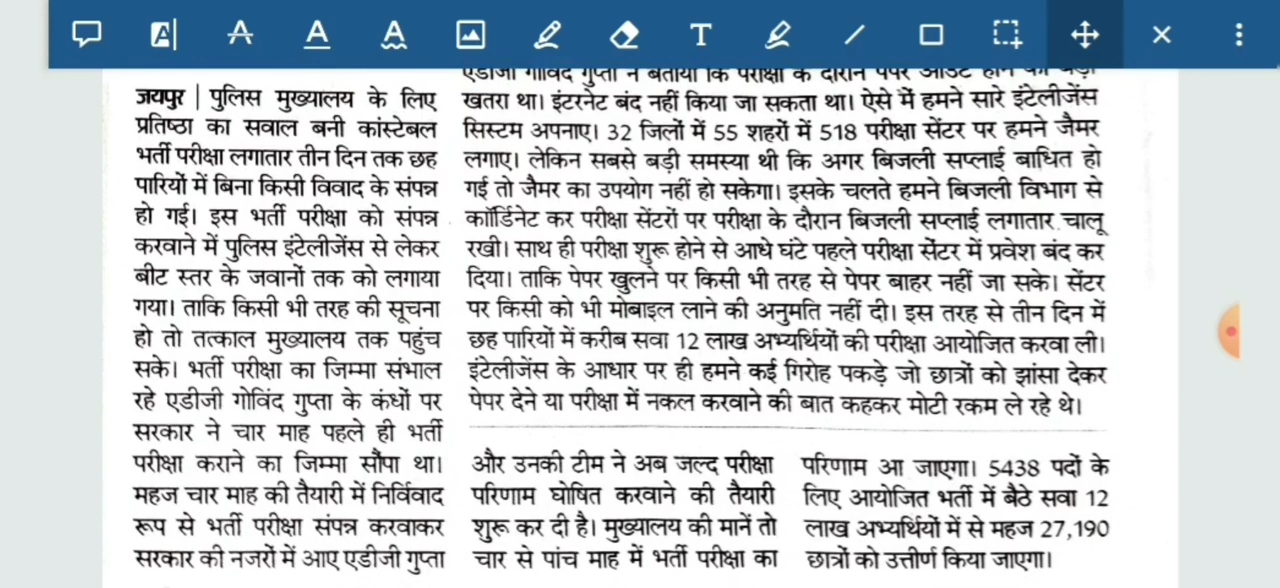 जयपुर | पुलिस मुख्यालय के लिए
प्रतिष्ठा का सवाल बनी कांस्टेबल
भर्ती परीक्षा लगातार तीन दिन तक छह
पारियों में बिना किसी विवाद के संपन्न
हो गई। इस भर्ती परीक्षा को संपन्न
करवाने में पुलिस इंटेलीजेंस से लेकर
बीट स्तर के जवानों तक को लगाया
गया। ताकि किसी भी तरह की सूचना
हो तो तत्काल मुख्यालय तक पहुंच
सके। भर्ती परीक्षा का जिम्मा संभाल
रहे एडीजी गोविंद गुप्ता के कंधों पर
सरकार ने चार माह पहले ही भर्ती
परीक्षा कराने का जिम्मा सौंपा था।
महज चार माह की तैयारी में निर्विवाद
रूप से भर्ती परीक्षा संपन्न करवाकर
सरकार की नजरों में आए एडीजी गुप्ता
एडीजी गोविंद गुप्ता ने बताया कि परीक्षा के दौरान पेपर आउट होने का बड़ा
खतरा था। इंटरनेट बंद नहीं किया जा सकता था। ऐसे में हमने सारे इंटेलीजेंस
सिस्टम अपनाए। 32 जिलों में 55 शहरों में 518 परीक्षा सेंटर पर हमने जैमर
लगाए। लेकिन सबसे बड़ी समस्या थी कि अगर बिजली सप्लाई बाधित हो
गई तो जैमर का उपयोग नहीं हो सकेगा। इसके चलते हमने बिजली विभाग से
कॉर्डिनेट कर परीक्षा सेंटरों पर परीक्षा के दौरान बिजली सप्लाई लगातार चालू
रखी। साथ ही परीक्षा शुरू होने से आधे घंटे पहले परीक्षा सेंटर में प्रवेश बंद कर
दिया। ताकि पेपर खुलने पर किसी भी तरह से पेपर बाहर नहीं जा सके। सेंटर
पर किसी को भी मोबाइल लाने की अनुमति नहीं दी। इस तरह से तीन दिन में
छह पारियों में करीब सवा 12 लाख अभ्यर्थियों की परीक्षा आयोजित करवा ली।
इंटेलीजेंस के आधार पर ही हमने कई गिरोह पकड़े जो छात्रों को झांसा देकर
पेपर देने या परीक्षा में नकल करवाने की बात कहकर मोटी रकम ले रहे थे।
और उनकी टीम ने अब जल्द परीक्षा
परिणाम घोषित करवाने की तैयारी
शुरू कर दी है। मुख्यालय की मानें तो
चार से पांच माह में भर्ती परीक्षा का
परिणाम आ जाएगा। 5438 पदों के
लिए आयोजित भर्ती में बैठे सवा 12
लाख अभ्यर्थियों में से महज 27,190
छात्रों को उत्तीर्ण किया जाएगा।